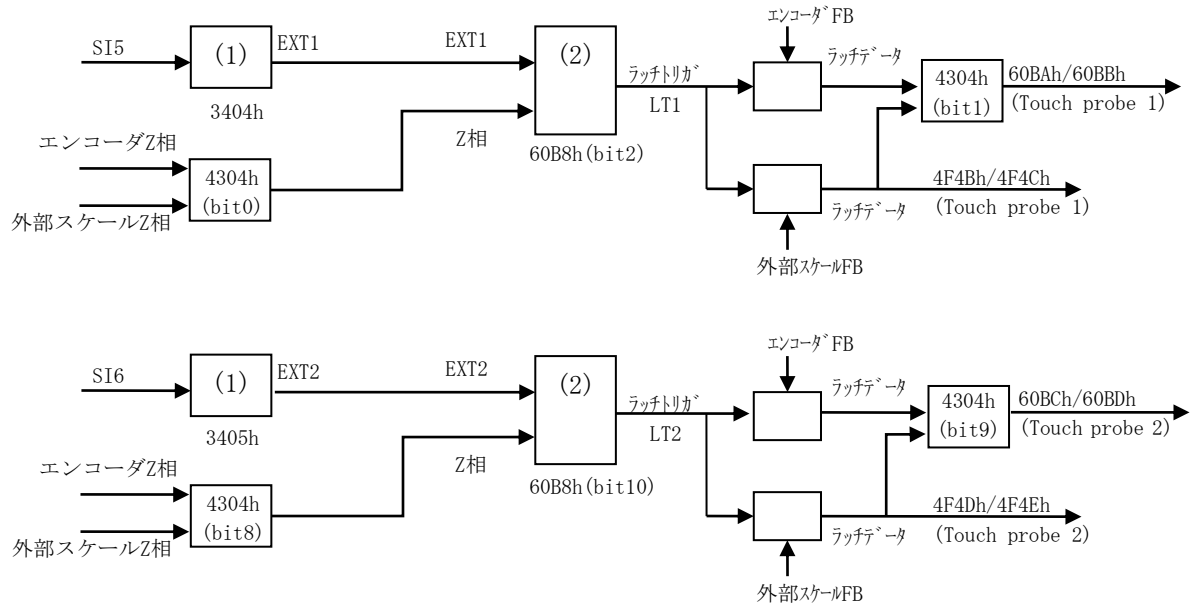 エンコーダFB
SI5
(1)
EXT1
EXT1
(2)
ラッチデータ
ラッチトリガ
LT1
4304h
(bit1)
60BAh/60BBh
(Touch probe 1)
3404h
エンコーダZ相
Z相
60B8h(bit2)
4304h
(bit0)
外部スケールZ相
4F4Bh/4F4Ch
(Touch probe 1)
ラッチデータ
外部スケールFB
エンコーダFB
SI6
(1)
EXT2
EXT2
(2)
ラッチデータ
ラッチトリガ
LT2
4304h
(bit9)
60BCh/60BDh
(Touch probe 2)
3405h
エンコーダZ相
Z相
60B8h(bit10)
4304h
(bit8)
外部スケールZ相
4F4Dh/4F4Eh
(Touch probe 2)
ラッチデータ
外部スケールFB